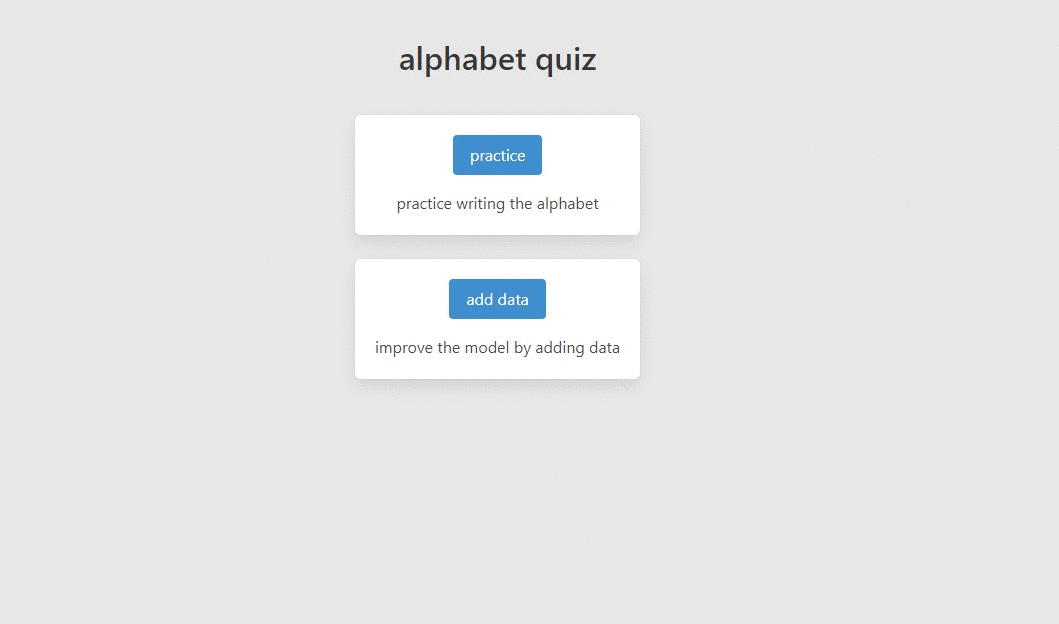 alphabet quiz
practice
practice writing the alphabet
add data
improve the model by adding data